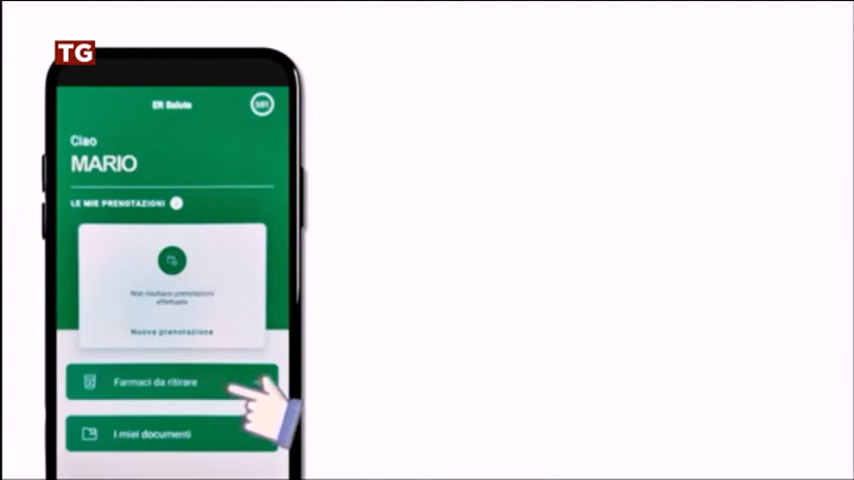 TG
ER Salute
MR
Ciao
MARIO
LE MIE PRENOTAZIONI
Non risultano prenotazioni
effettuate
Nuova prenotazione
Farmaci da ritirare
I miei documenti